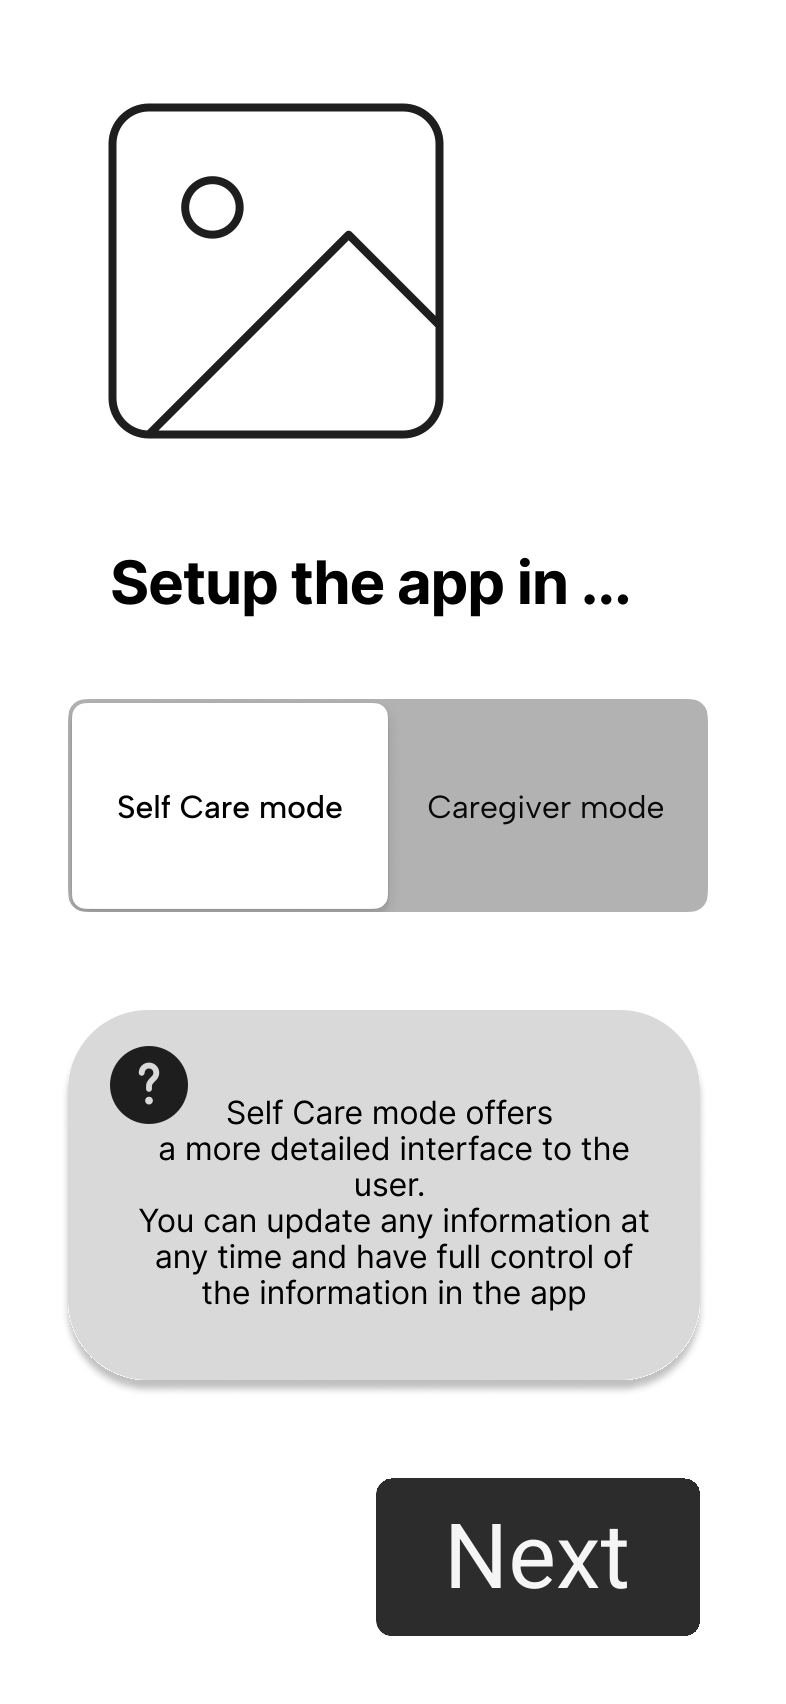 Setup the app in ...
Self Care mode
Caregiver mode
?
Self Care mode offers
a more detailed interface to the
user.
You can update any information at
any time and have full control of
the information in the app
Next